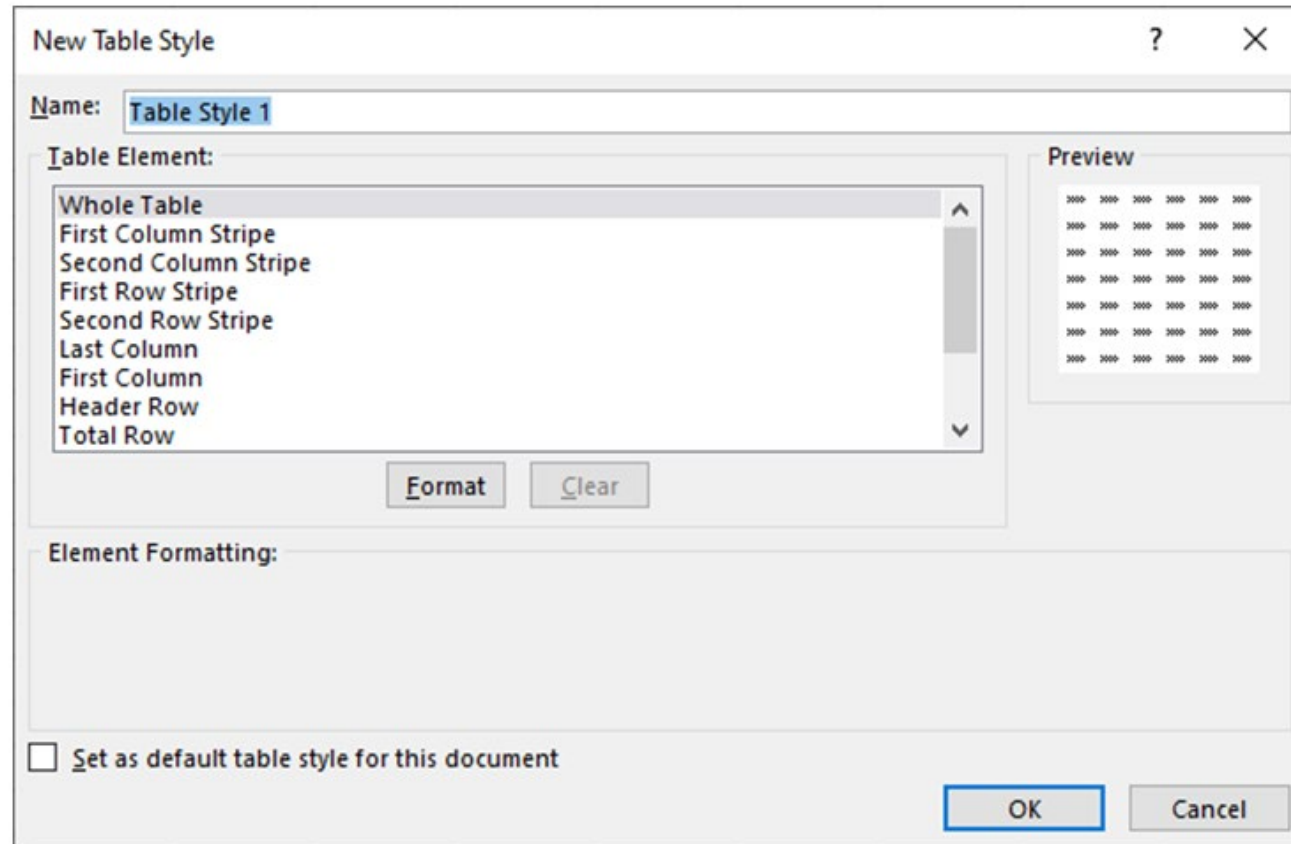 New Table Style ?
Name: Table Style 1
Table Element:
Whole Table
First Column Stripe
Second Column Stripe
First Row Stripe
Second Row Stripe
Last Column
First Column
Header Row
Total Row
Format Clear
Preview
Element Formatting:
Set as default table style for this document
OK Cancel